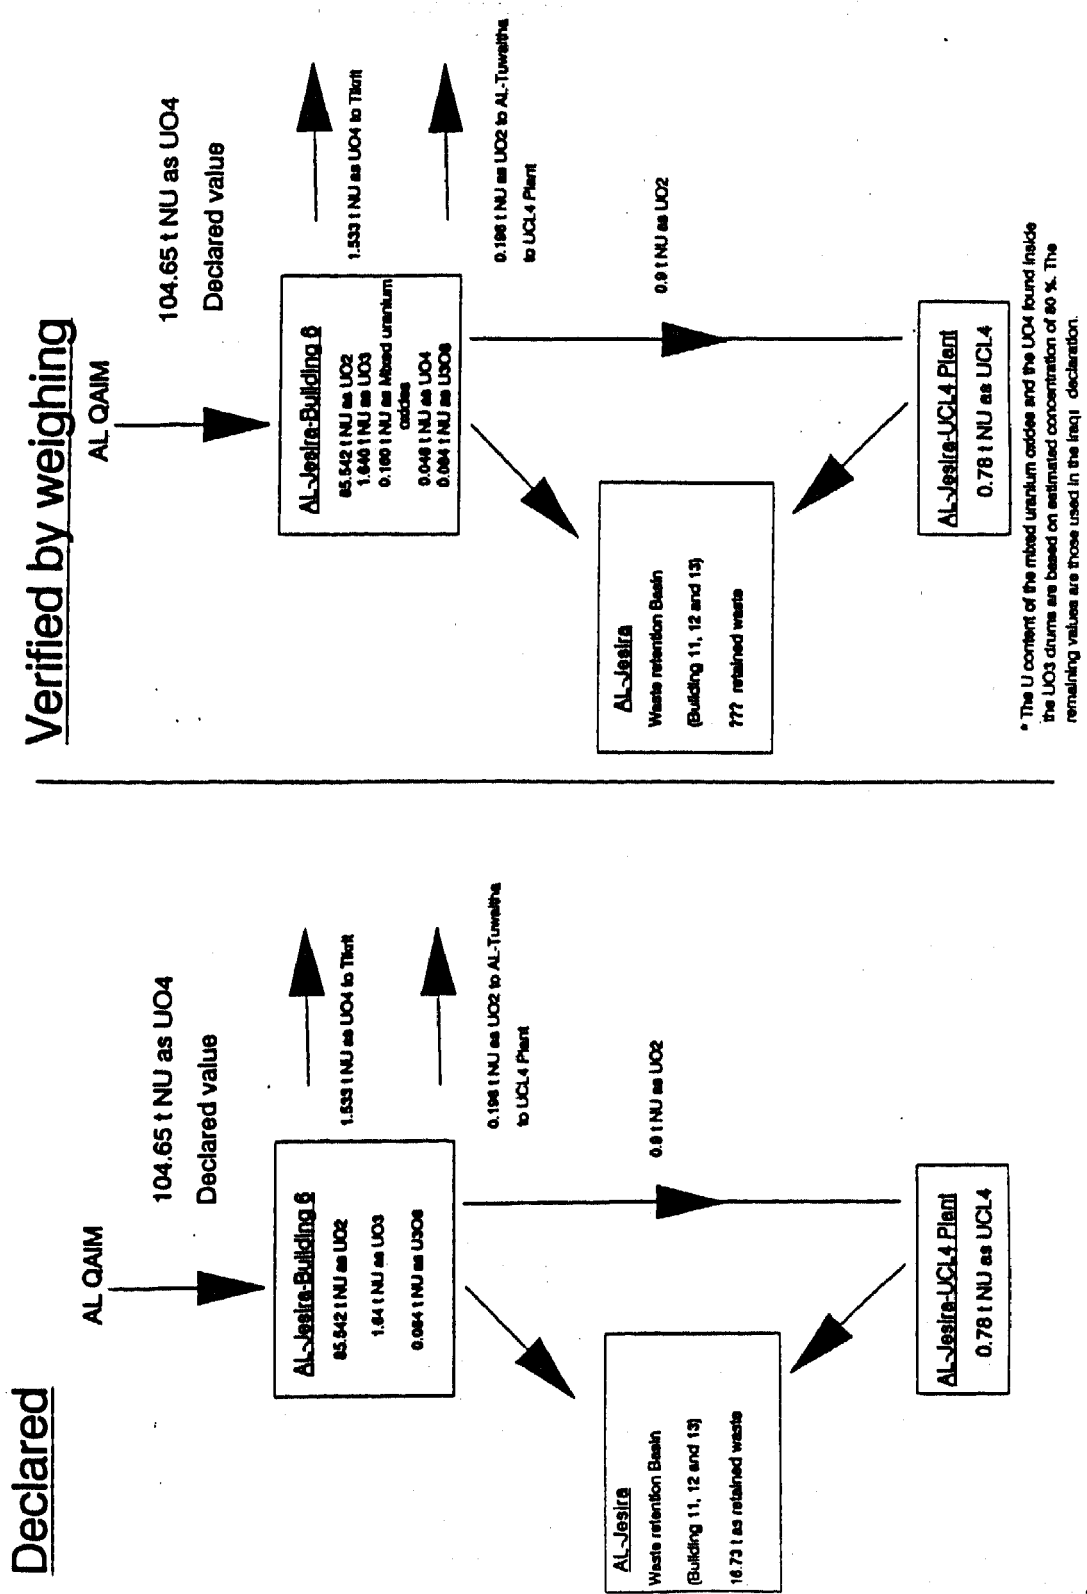 Declared
AL QAIM
104.65 t NU as UO4
Declared value
AL-Jesira-Building 6
85.542 t NU as UO2
1.64 t NU as UO3
0.084 t NU as U3O8
1.533 t NU as UO4 to Tikrit
0.196 t NU as UO2 to AL-Tuwaitha
to UCL4 Plant
0.9 t NU as UO2
AL-Jesira
Waste retention Basin
(Building 11, 12 and 13)
16.73 t as retained waste
AL-Jesira-UCL4 Plant
0.78 t NU as UCL4
Verified by weighing
AL QAIM
104.65 t NU as UO4
Declared value
AL-Jesira-Building 6
85.542 t NU as UO2
1.640 t NU as UO3
0.160 t NU as Mixed uranium
oxides
0.048 t NU as UO4
0.084 t NU as U3O8
1.533 t NU as UO4 to Tikrit
0.196 t NU as UO2 to AL-Tuwaitha
to UCL4 Plant
0.9 t NU as UO2
AL-Jesira
Waste retention Basin
(Building 11, 12 and 13)
??? retained waste
AL-Jesira-UCL4 Plant
0.78 t NU as UCL4
* The U content of the mixed uranium oxides and the UO4 found inside
the UO3 drums are based on estimated concentration of 80 %. The
remaining values are those used in the Iraqi declaration.